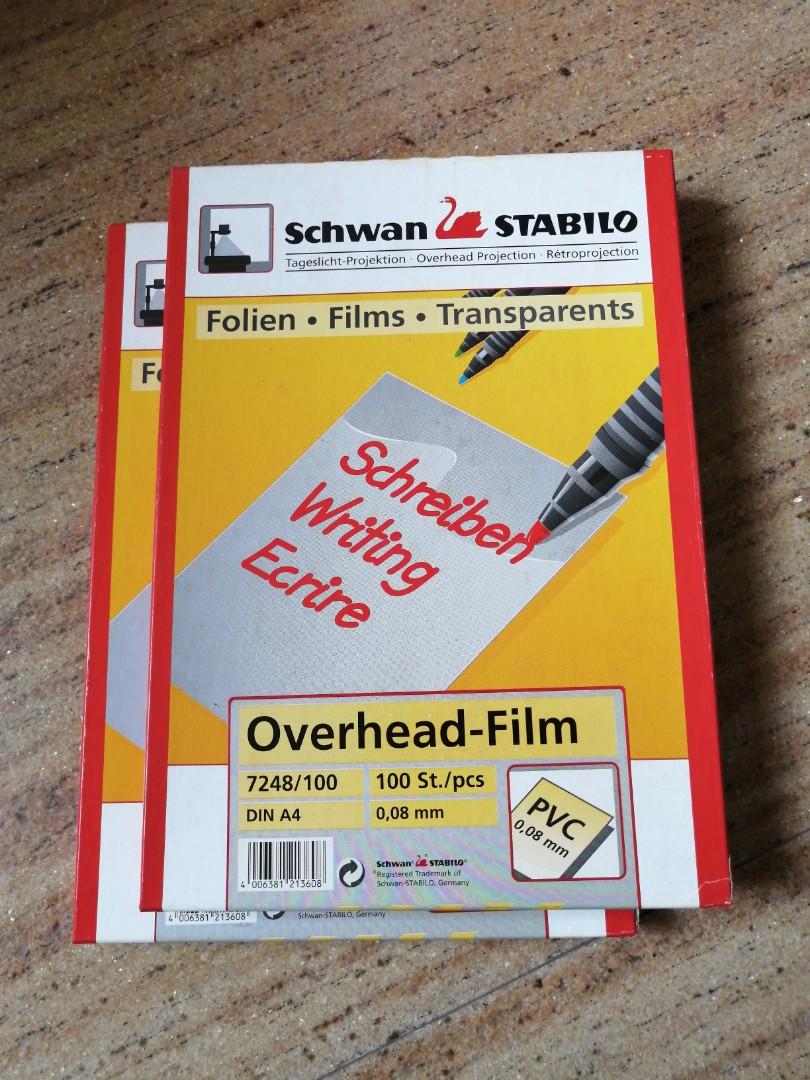 Schwan STABILO
Tageslicht-Projektion · Overhead Projection · Rétroprojection
Folien • Films • Transparents
Schreiben
Writing
Ecrire
Overhead-Film
7248/100
100 St./pcs
DIN A4
0,08 mm
PVC
0,08 mm
4 006381 213608
Schwan STABILO®
®Registered Trademark of
Schwan-STABILO, Germany
Fo
4 006381 213608
Schwan-STABILO, Germany